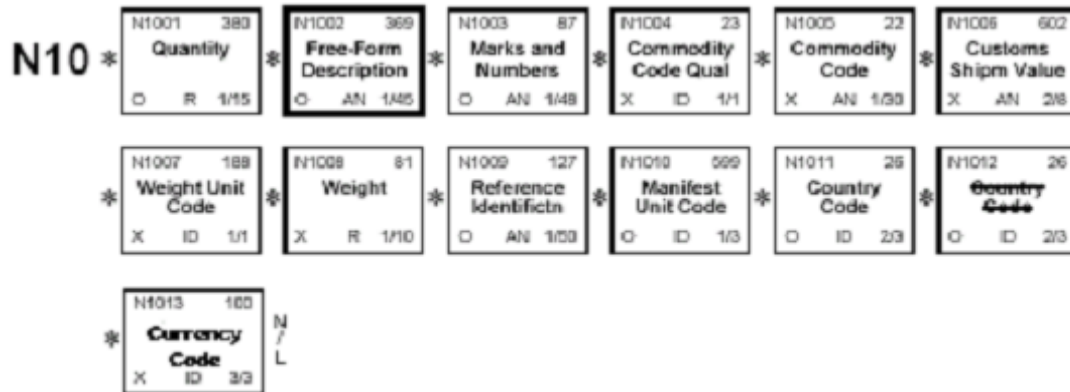 N1001 380 N1002 369 N1003 87 N1004 23 N1005 22 N1006 602
N10 * Quantity * Free-Form Description * Marks and Numbers * Commodity Code Qual * Commodity Code * Customs Shipm Value
O R 1/15 O AN 1/45 O AN 1/48 X ID 1/1 X AN 1/30 X AN 2/8
N1007 188 N1008 81 N1009 127 N1010 599 N1011 26 N1012 26
* Weight Unit Code * Weight * Reference Identifictn * Manifest Unit Code * Country Code * Country Code
X ID 1/1 X R 1/10 O AN 1/50 O ID 1/3 O ID 2/3 O ID 2/3
N1013 100
* Currency Code N / L
X ID 3/3